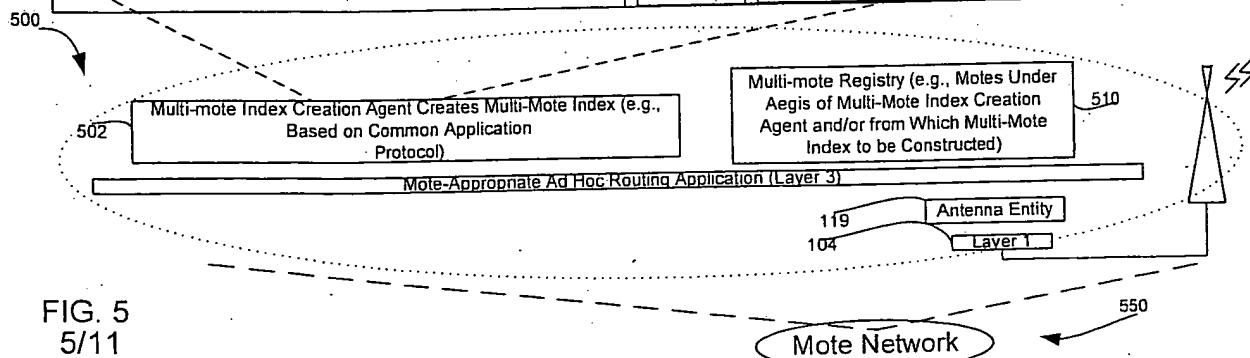 500
Multi-mote Index Creation Agent Creates Multi-Mote Index (e.g.,
Based on Common Application
Protocol)
502
Multi-mote Registry (e.g., Motes Under
Aegis of Multi-Mote Index Creation
Agent and/or from Which Multi-Mote
Index to be Constructed)
510
Mote-Appropriate Ad Hoc Routing Application (Layer 3)
119
Antenna Entity
104
Layer 1
FIG. 5
5/11
Mote Network
550